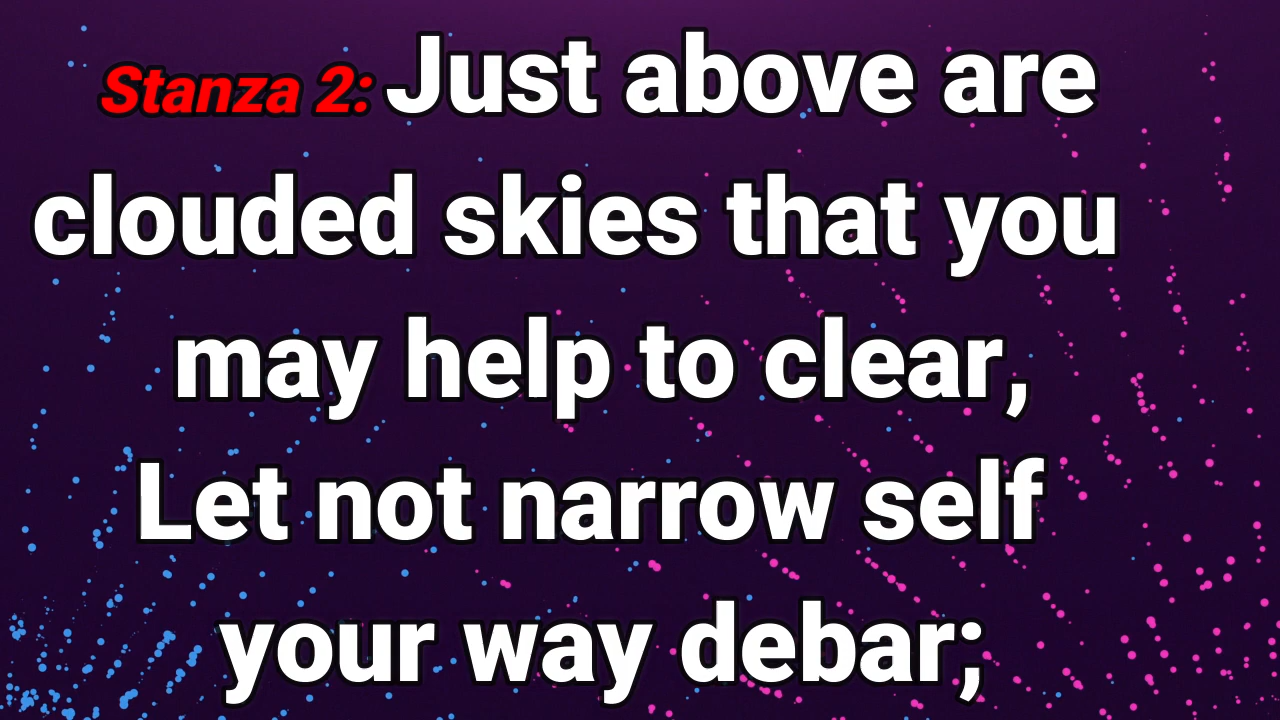 Stanza 2: Just above are
clouded skies that you
may help to clear,
Let not narrow self
your way debar;